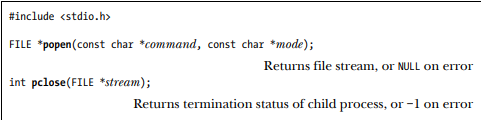 #include <stdio.h>
FILE *popen(const char *command, const char *mode);
Returns file stream, or NULL on error
int pclose(FILE *stream);
Returns termination status of child process, or −1 on error